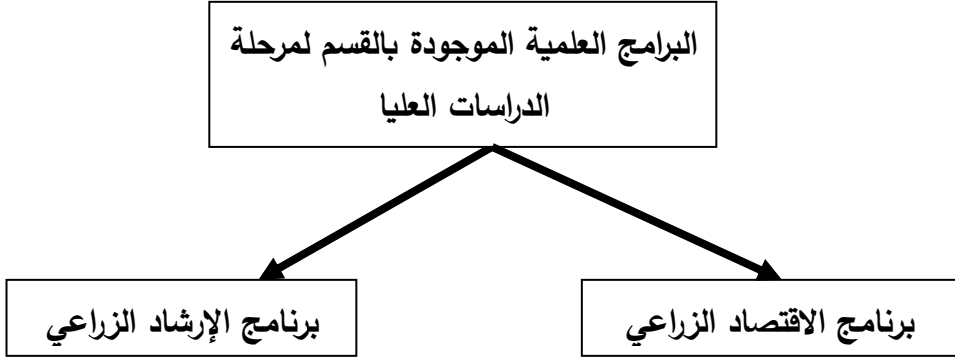 البرامج العلمية الموجودة بالقسم لمرحلة
الدراسات العليا
برنامج الاقتصاد الزراعي
برنامج الإرشاد الزراعي